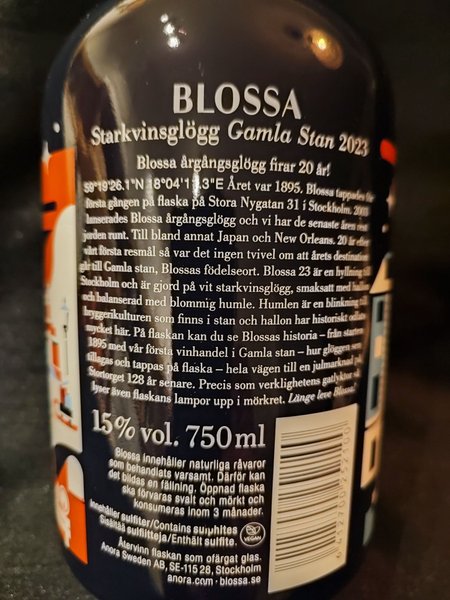 BLOSSA
Starkvinsglögg Gamla Stan 2023
Blossa årgångsglögg firar 20 år!
59°19'26.1"N 18°04'1 .3"E Året var 1895. Blossa tappades för
första gången på flaska på Stora Nygatan 31 i Stockholm. 2003
lanserades Blossa årgångsglögg och vi har de senaste åren rest
jorden runt. Till bland annat Japan och New Orleans. 20 år efter
vårt första resmål så var det ingen tvivel om att årets destination
går till Gamla stan, Blossas födelseort. Blossa 23 är en hyllning till
Stockholm och är gjord på vit starkvinsglögg, smaksatt med hallon
och balanserad med blommig humle. Humlen är en blinkning till
bryggerikulturen som finns i stan och hallon har historiskt odlats
mycket här. På flaskan kan du se Blossas historia – från starten
1895 med vår första vinhandel i Gamla stan – hur glöggen som
tillagas och tappas på flaska – hela vägen till en julmarknad på
Stortorget 128 år senare. Precis som verklighetens gatlyktor så
lyser även flaskans lampor upp i mörkret. Länge leve Blossa!
15% vol. 750 ml
Blossa innehåller naturliga råvaror
som behandlats varsamt. Därför kan
det bildas en fällning. Öppnad flaska
ska förvaras svalt och mörkt och
konsumeras inom 3 månader.
Innehåller sulfiter/Contains sulphites
Sisältää sulfiitteja/Enthält sulfite.
VEGAN
Återvinn flaskan som ofärgat glas.
Anora Sweden AB, SE-115 28, Stockholm
anora.com · blossa.se
6 412700 252100